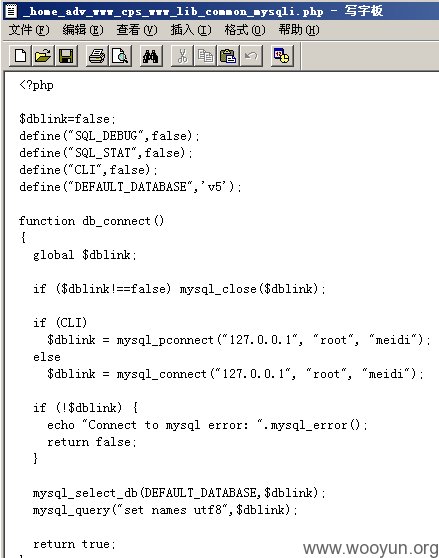 _home_adv_www_cps_www_lib_common_mysqli.php - 写字板
文件(F) 编辑(E) 查看(V) 插入(I) 格式(O) 帮助(H)
<?php
$dblink=false;
define("SQL_DEBUG",false);
define("SQL_STAT",false);
define("CLI",false);
define("DEFAULT_DATABASE",'v5');
function db_connect()
{
global $dblink;
if ($dblink!==false) mysql_close($dblink);
if (CLI)
$dblink = mysql_pconnect("127.0.0.1", "root", "meidi");
else
$dblink = mysql_connect("127.0.0.1", "root", "meidi");
if (!$dblink) {
echo "Connect to mysql error: ".mysql_error();
return false;
}
mysql_select_db(DEFAULT_DATABASE,$dblink);
mysql_query("set names utf8",$dblink);
return true;
www.wooyun.org